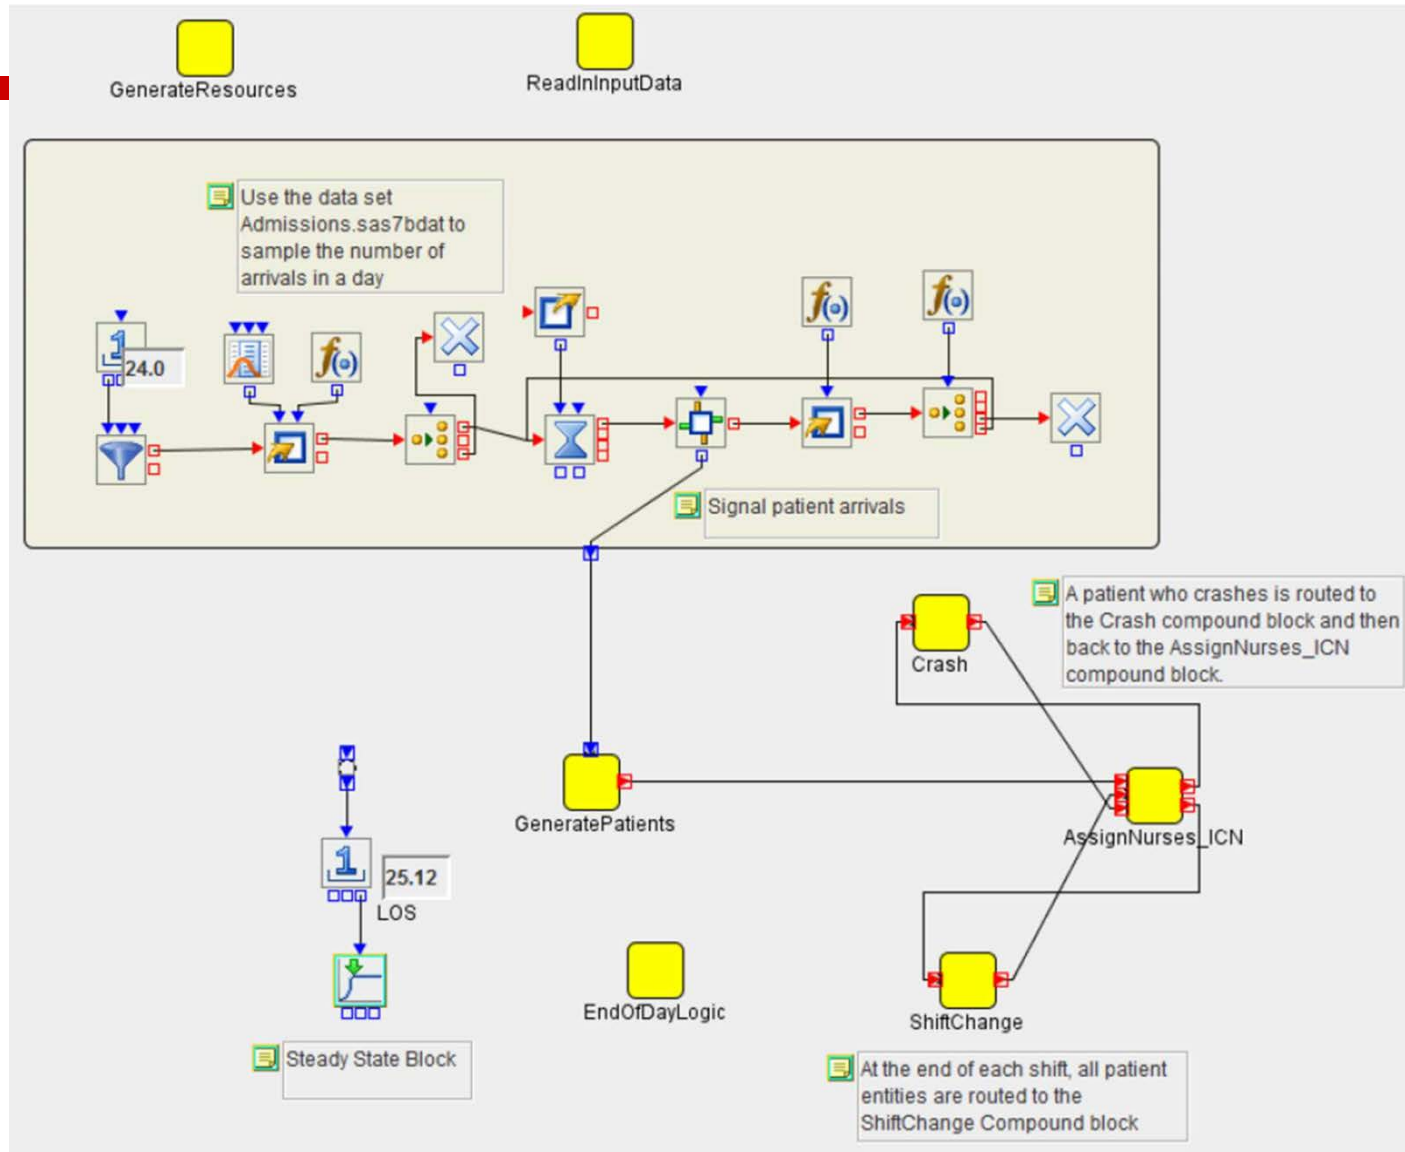 GenerateResources
ReadInInputData
Use the data set
Admissions.sas7bdat to
sample the number of
arrivals in a day
1
24.0
f(o)
f(o)
f(o)
Signal patient arrivals
A patient who crashes is routed to
the Crash compound block and then
back to the AssignNurses_ICN
compound block.
Crash
GeneratePatients
AssignNurses_ICN
1
25.12
LOS
EndOfDayLogic
ShiftChange
Steady State Block
At the end of each shift, all patient
entities are routed to the
ShiftChange Compound block